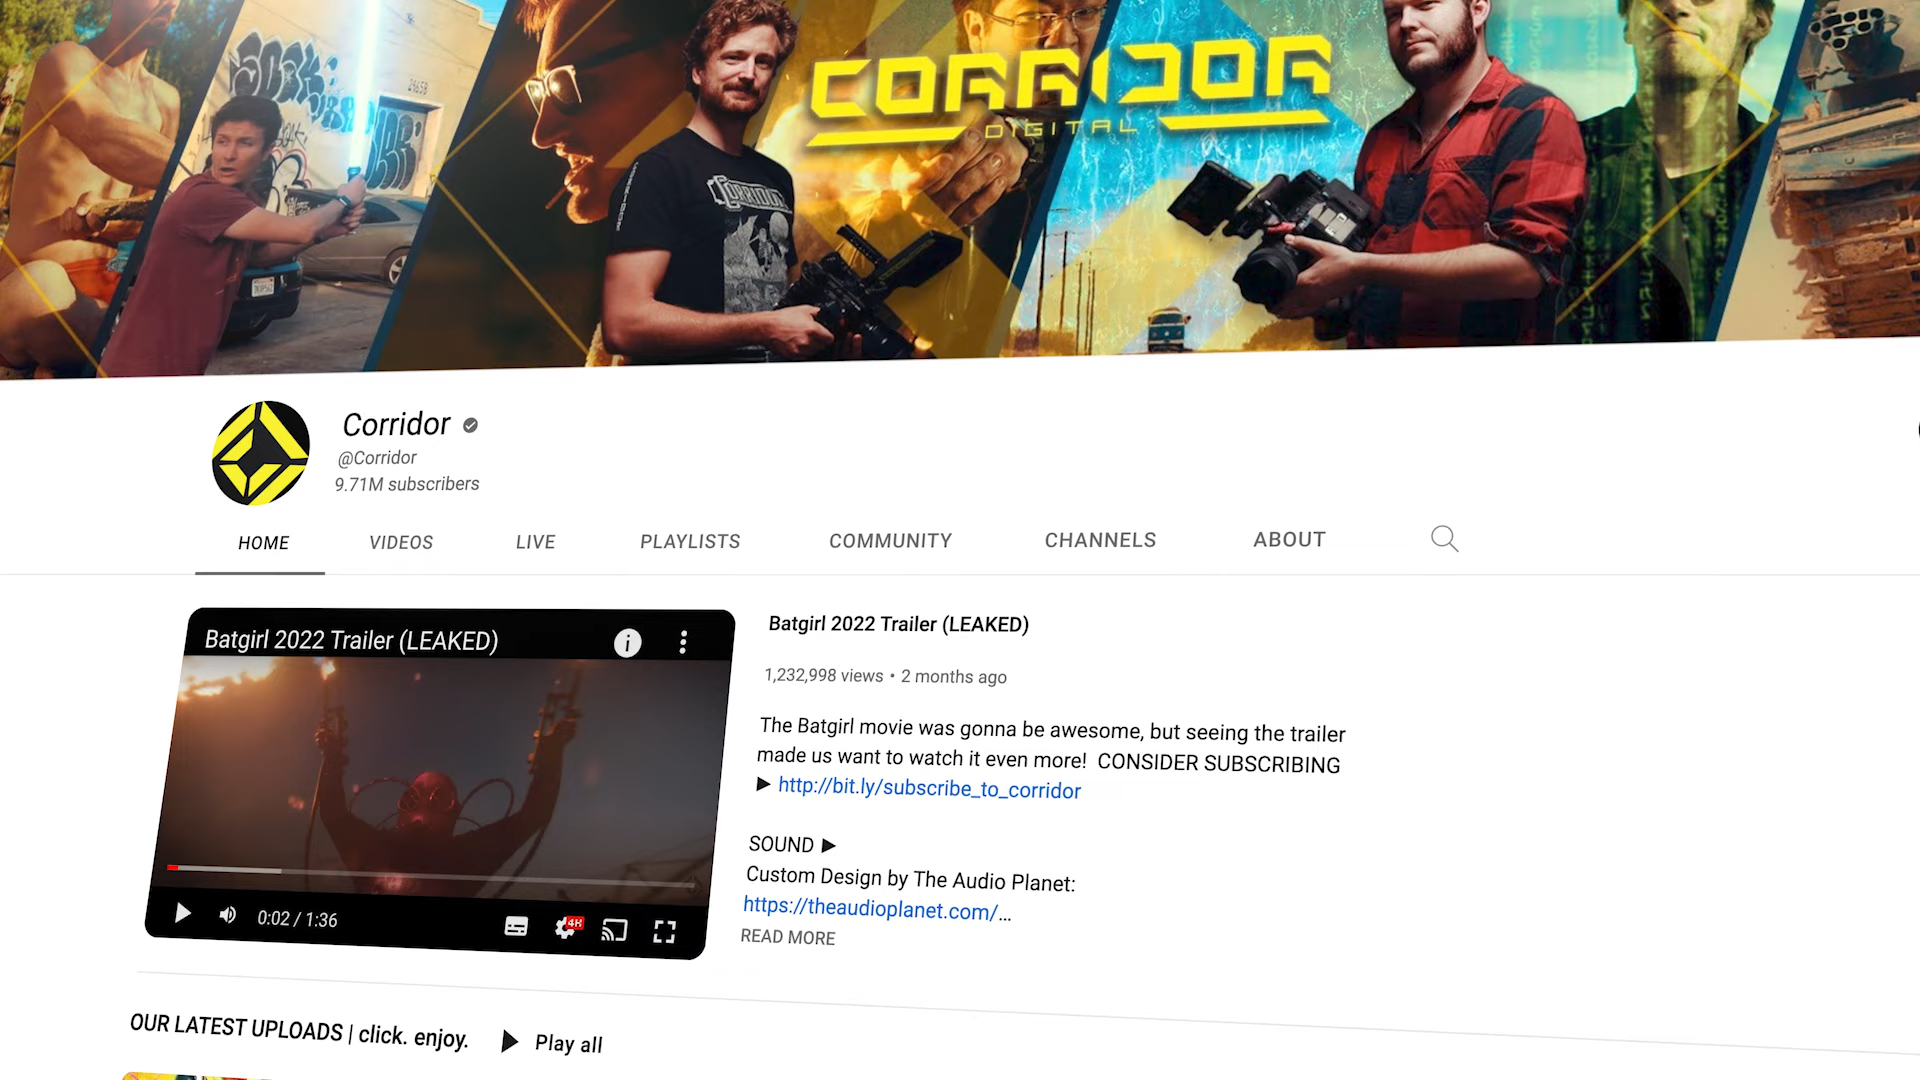 CORRIDOR
DIGITAL
CORRIDOR
Corridor
@Corridor
9.71M subscribers
HOME
VIDEOS
LIVE
PLAYLISTS
COMMUNITY
CHANNELS
ABOUT
Batgirl 2022 Trailer (LEAKED)
0:02 / 1:36
4K
Batgirl 2022 Trailer (LEAKED)
1,232,998 views • 2 months ago
The Batgirl movie was gonna be awesome, but seeing the trailer
made us want to watch it even more!  CONSIDER SUBSCRIBING
▶ http://bit.ly/subscribe_to_corridor
SOUND ▶
Custom Design by The Audio Planet:
https://theaudioplanet.com/...
READ MORE
OUR LATEST UPLOADS | click. enjoy.
Play all